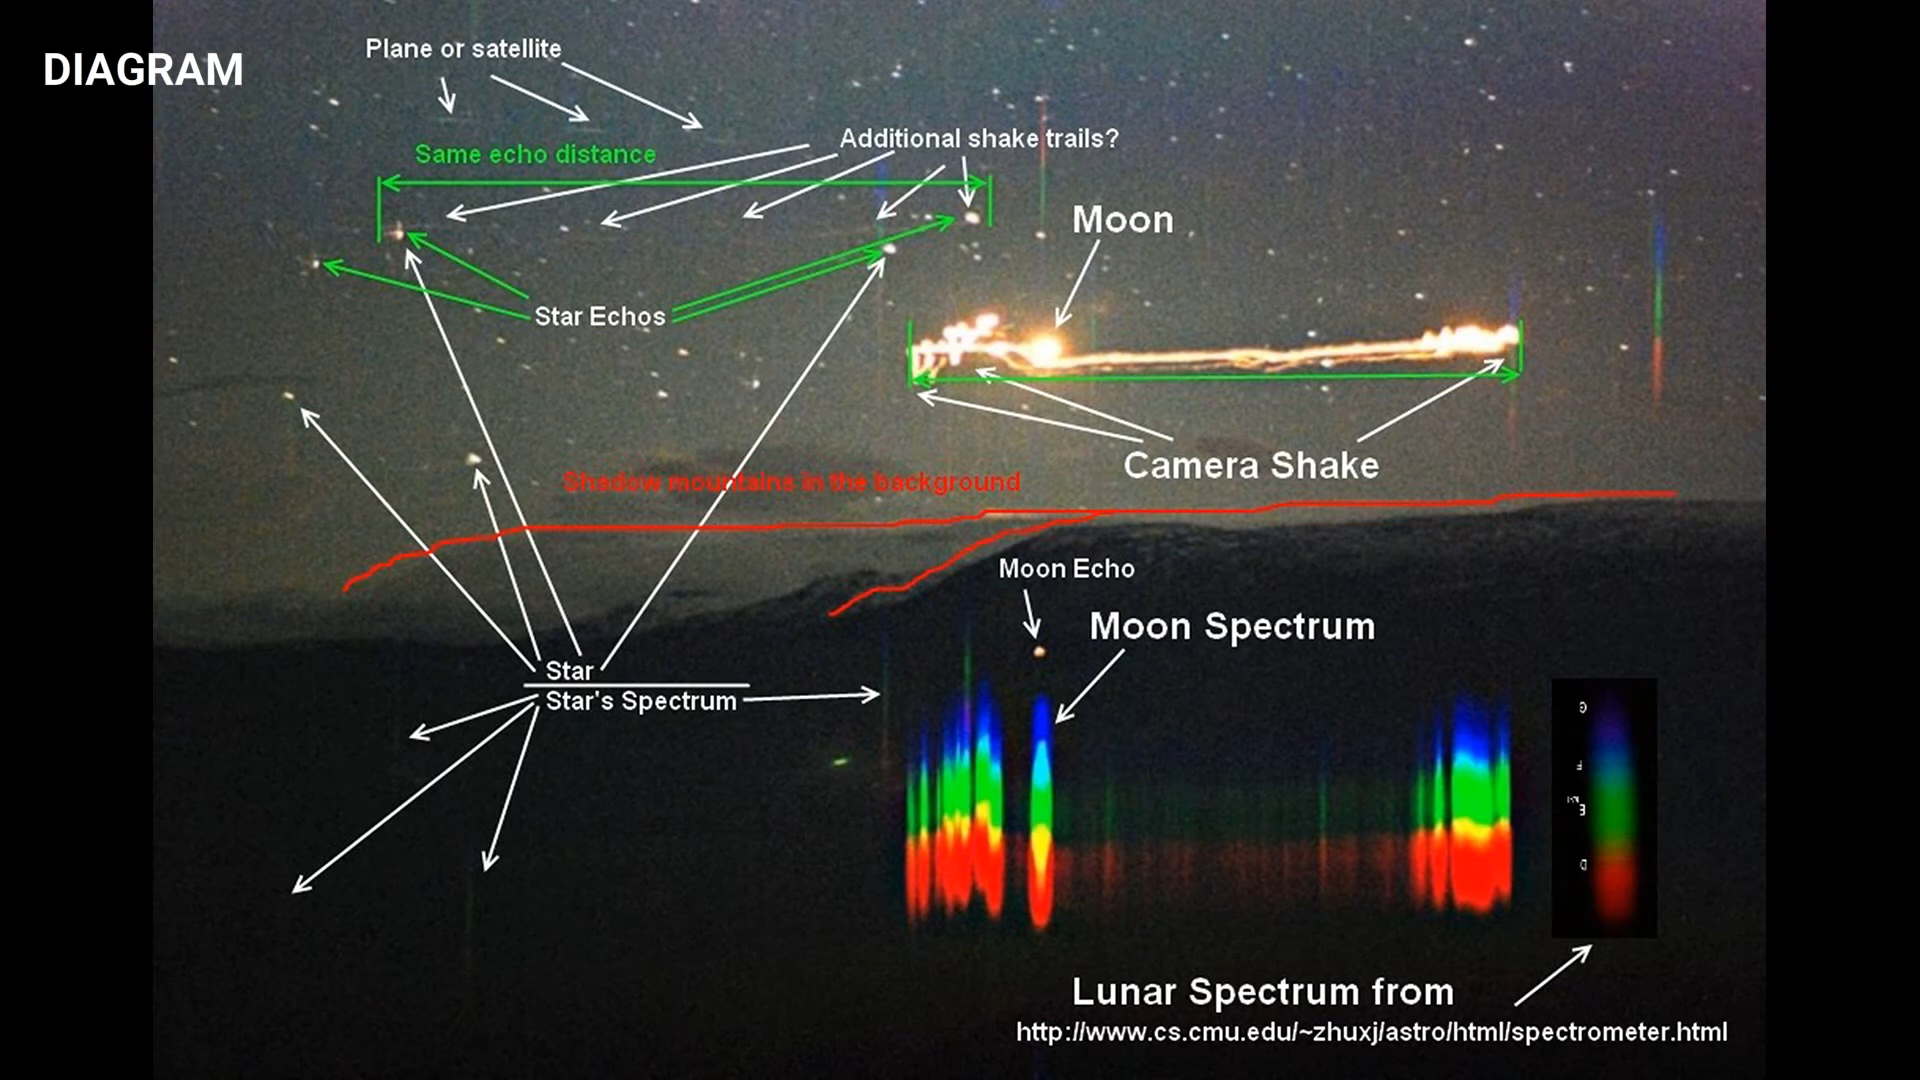 DIAGRAM
Plane or satellite
Additional shake trails?
Same echo distance
Moon
Star Echos
Camera Shake
Shadow mountains in the background
Moon Echo
Moon Spectrum
Star
Star's Spectrum
G
F
E
D
Lunar Spectrum from
http://www.cs.cmu.edu/~zhuxj/astro/html/spectrometer.html